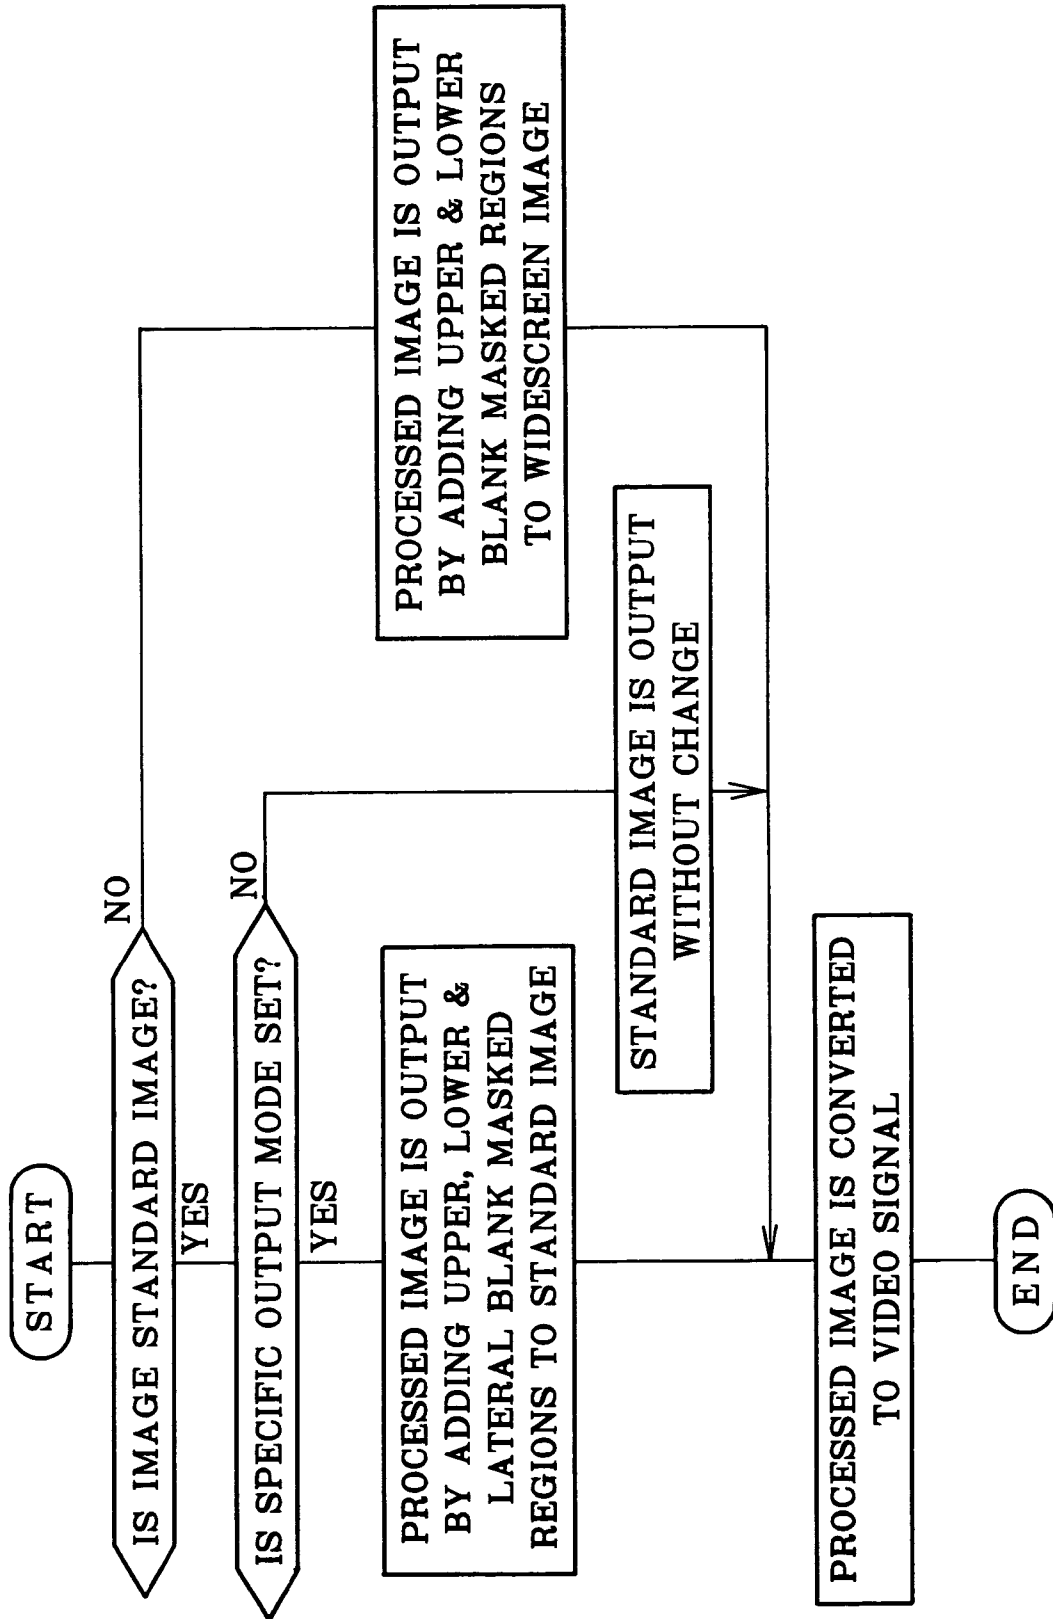 START
IS IMAGE STANDARD IMAGE?
NO
YES
IS SPECIFIC OUTPUT MODE SET?
NO
YES
PROCESSED IMAGE IS OUTPUT
BY ADDING UPPER, LOWER &
LATERAL BLANK MASKED
REGIONS TO STANDARD IMAGE
PROCESSED IMAGE IS OUTPUT
BY ADDING UPPER & LOWER
BLANK MASKED REGIONS
TO WIDESCREEN IMAGE
STANDARD IMAGE IS OUTPUT
WITHOUT CHANGE
PROCESSED IMAGE IS CONVERTED
TO VIDEO SIGNAL
END